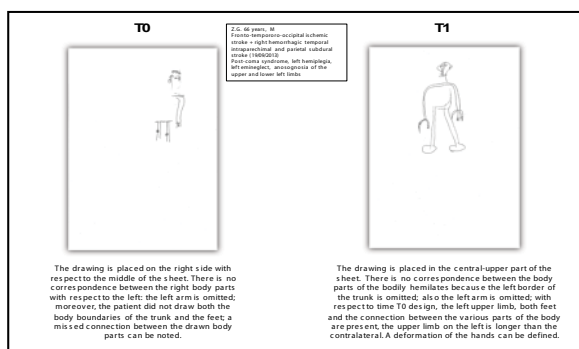 T0
Z.G. 66 years, M
Fronto-tempororo-occipital ischemic
stroke + right hemorrhagic temporal
intraparechimal and parietal subdural
stroke (19/09/2013)
Post-coma syndrome, left hemiplegia,
left emineglect, anosognosia of the
upper and lower left limbs
T1
The drawing is placed on the right side with
respect to the middle of the sheet. There is no
correspondence between the right body parts
with respect to the left: the left arm is omitted;
moreover, the patient did not draw both the
body boundaries of the trunk and the feet; a
missed connection between the drawn body
parts can be noted.
The drawing is placed in the central-upper part of the
sheet. There is no correspondence between the body
parts of the bodily hemilates because the left border of
the trunk is omitted; also the left arm is omitted; with
respect to time T0 design, the left upper limb, both feet
and the connection between the various parts of the body
are present, the upper limb on the left is longer than the
contralateral. A deformation of the hands can be defined.